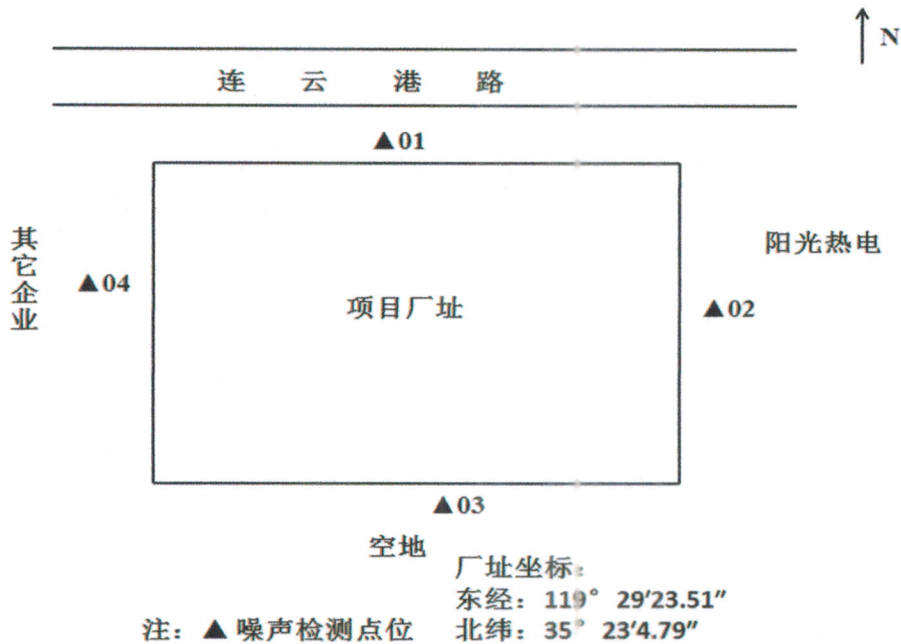 N
连云港路
▲01
其它企业
阳光热电
▲04
项目厂址
▲02
▲03
空地
厂址坐标：
东经：119° 29′23.51″
注：▲噪声检测点位 北纬：35° 23′4.79″